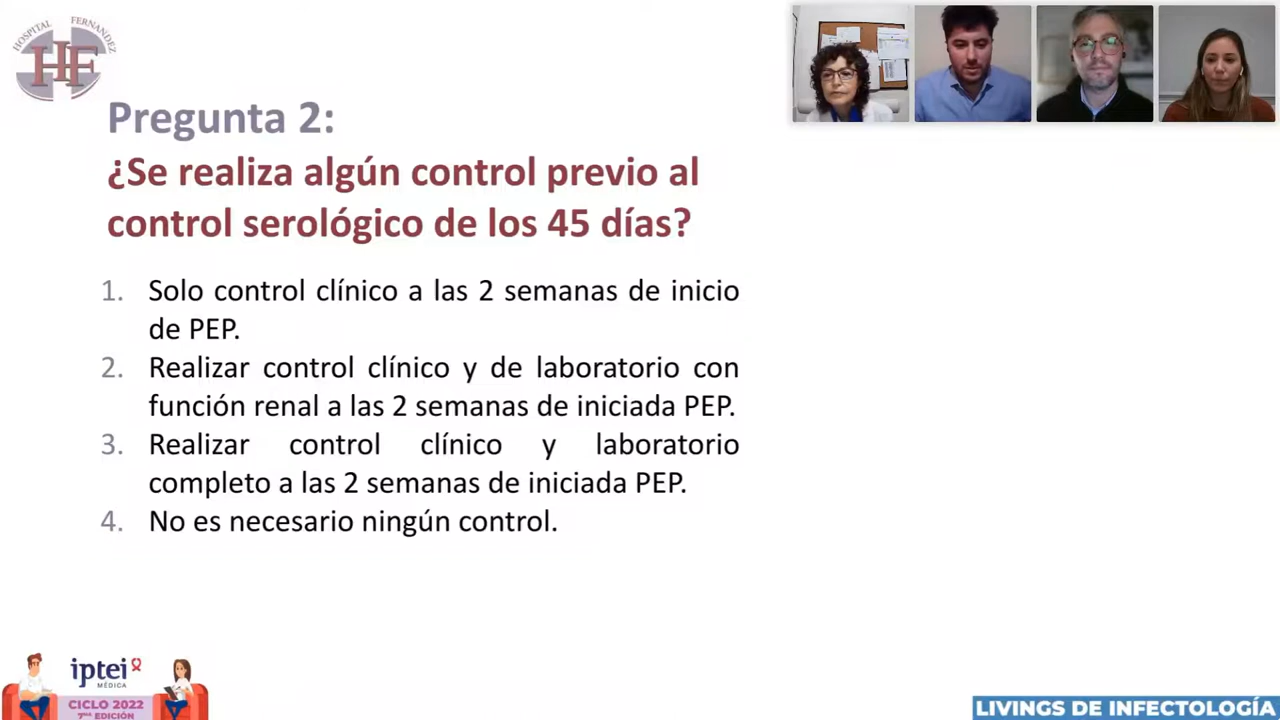 HOSPITAL FERNANDEZ
HF
Pregunta 2:
¿Se realiza algún control previo al
control serológico de los 45 días?
1. Solo control clínico a las 2 semanas de inicio
de PEP.
2. Realizar control clínico y de laboratorio con
función renal a las 2 semanas de iniciada PEP.
3. Realizar control clínico y laboratorio
completo a las 2 semanas de iniciada PEP.
4. No es necesario ningún control.
iptei
MÉDICA
CICLO 2022
7ma EDICIÓN
LIVINGS DE INFECTOLOGÍA